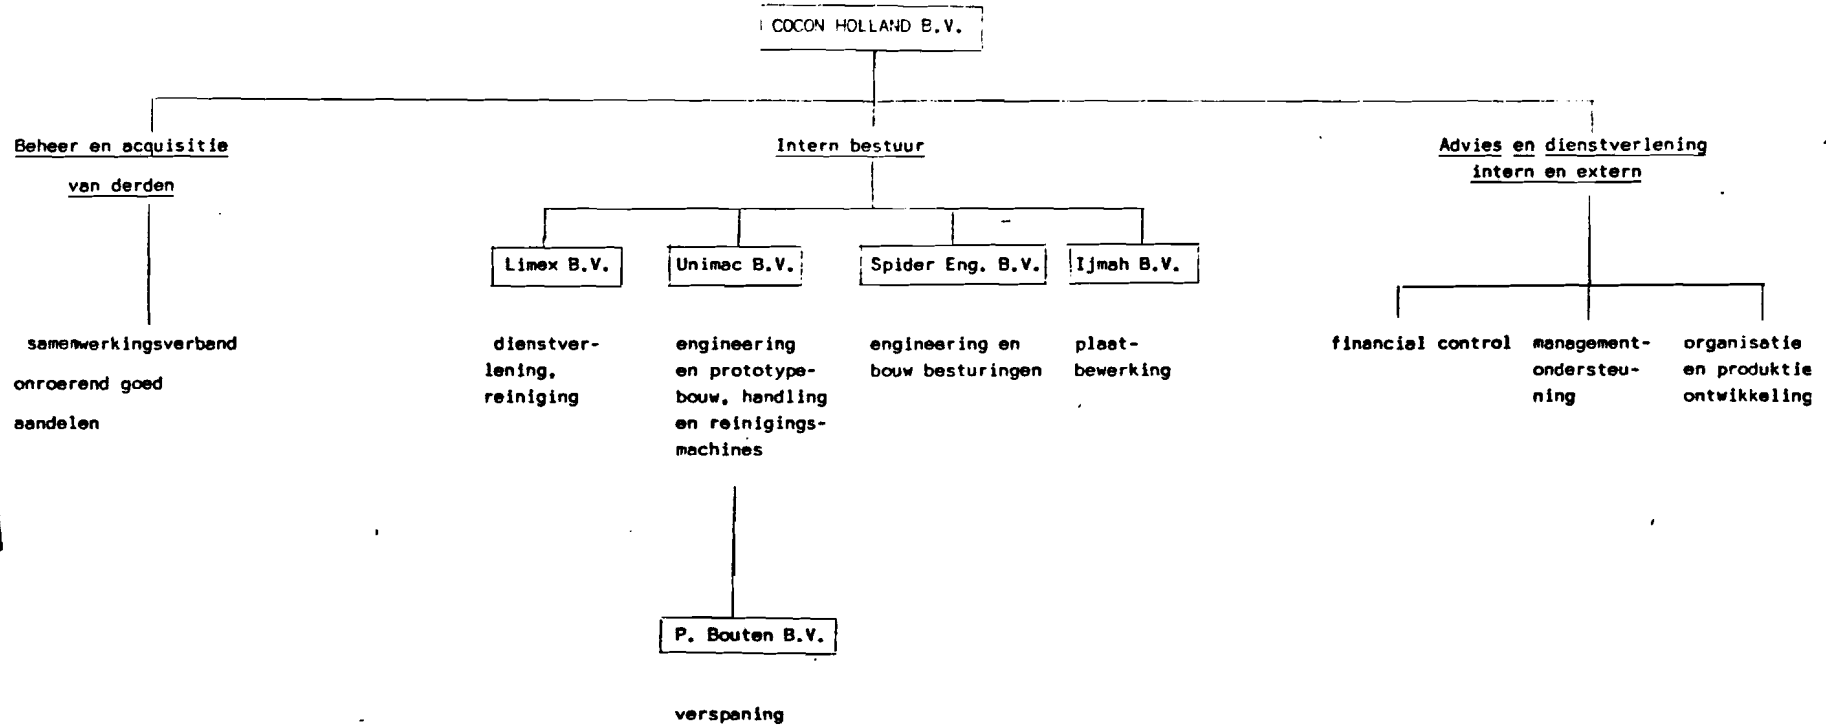 COCON HOLLAND B.V.
Beheer en acquisitie
van derden
Intern bestuur
Advies en dienstverlening
intern en extern
Limex B.V.
Unimac B.V.
Spider Eng. B.V.
Ijmah B.V.
samenwerkingsverband
onroerend goed
aandelen
dienstver-
lening,
reiniging
engineering
en prototype-
bouw, handling
en reinigings-
machines
engineering en
bouw besturingen
plaat-
bewerking
financial control
management-
ondersteu-
ning
organisatie
en produktie
ontwikkeling
P. Bouten B.V.
verspaning